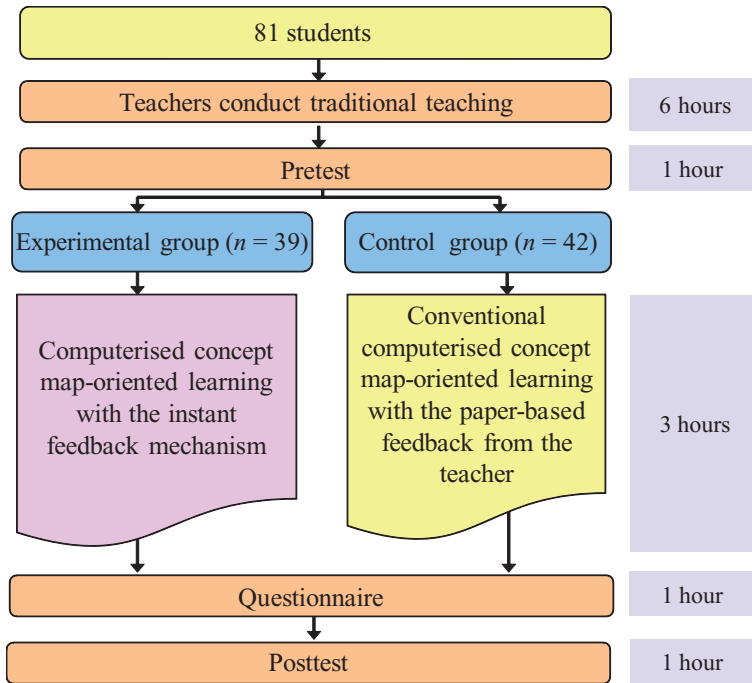 81 students
Teachers conduct traditional teaching
6 hours
Pretest
1 hour
Experimental group (n = 39)
Control group (n = 42)
Computerised concept
map-oriented learning
with the instant
feedback mechanism
Conventional
computerised concept
map-oriented learning
with the paper-based
feedback from the
teacher
3 hours
Questionnaire
1 hour
Posttest
1 hour